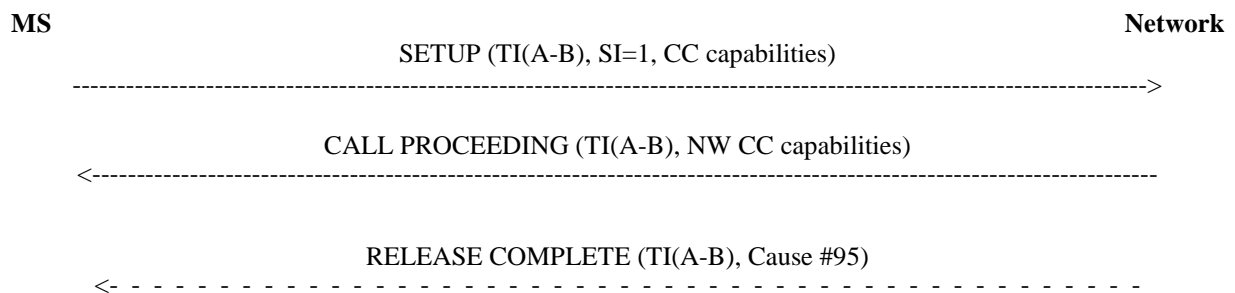 MS Network
SETUP (TI(A-B), SI=1, CC capabilities)
CALL PROCEEDING (TI(A-B), NW CC capabilities)
RELEASE COMPLETE (TI(A-B), Cause #95)